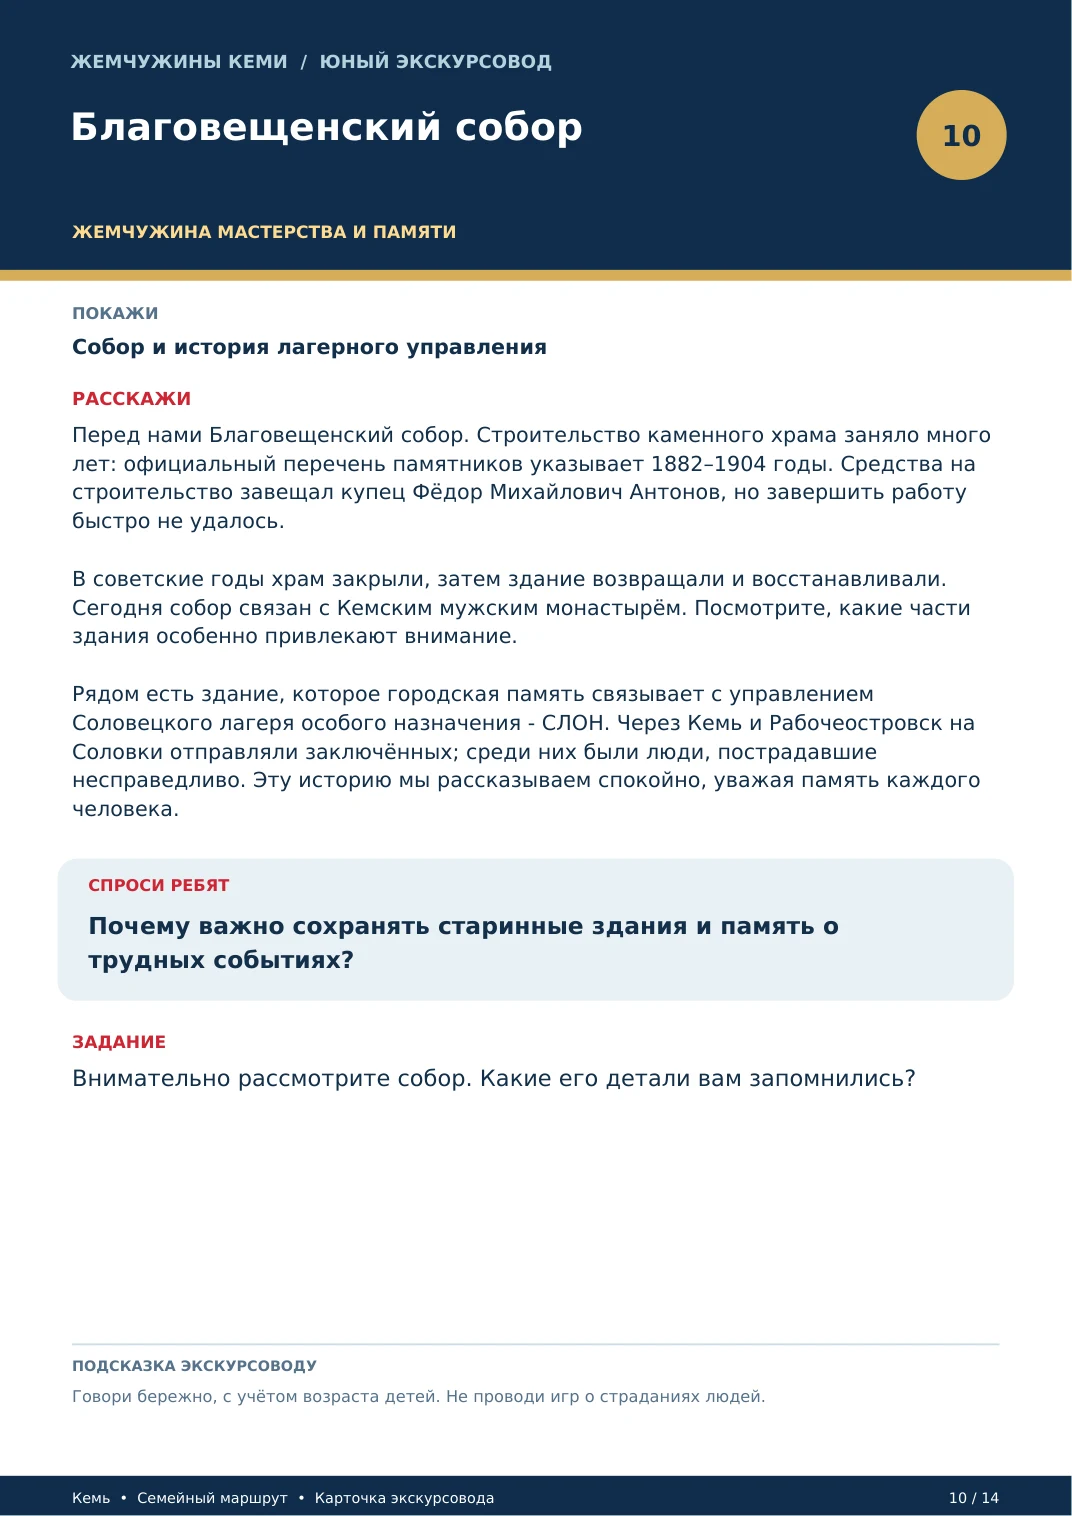 ЖЕМЧУЖИНЫ КЕМИ / ЮНЫЙ ЭКСКУРСОВОД
Благовещенский собор
10
ЖЕМЧУЖИНА МАСТЕРСТВА И ПАМЯТИ
ПОКАЖИ
Собор и история лагерного управления
РАССКАЖИ
Перед нами Благовещенский собор. Строительство каменного храма заняло много
лет: официальный перечень памятников указывает 1882–1904 годы. Средства на
строительство завещал купец Фёдор Михайлович Антонов, но завершить работу
быстро не удалось.
В советские годы храм закрыли, затем здание возвращали и восстанавливали.
Сегодня собор связан с Кемским мужским монастырём. Посмотрите, какие части
здания особенно привлекают внимание.
Рядом есть здание, которое городская память связывает с управлением
Соловецкого лагеря особого назначения - СЛОН. Через Кемь и Рабочеостровск на
Соловки отправляли заключённых; среди них были люди, пострадавшие
несправедливо. Эту историю мы рассказываем спокойно, уважая память каждого
человека.
СПРОСИ РЕБЯТ
Почему важно сохранять старинные здания и память о
трудных событиях?
ЗАДАНИЕ
Внимательно рассмотрите собор. Какие его детали вам запомнились?
ПОДСКАЗКА ЭКСКУРСОВОДУ
Говори бережно, с учётом возраста детей. Не проводи игр о страданиях людей.
Кемь • Семейный маршрут • Карточка экскурсовода
10 / 14